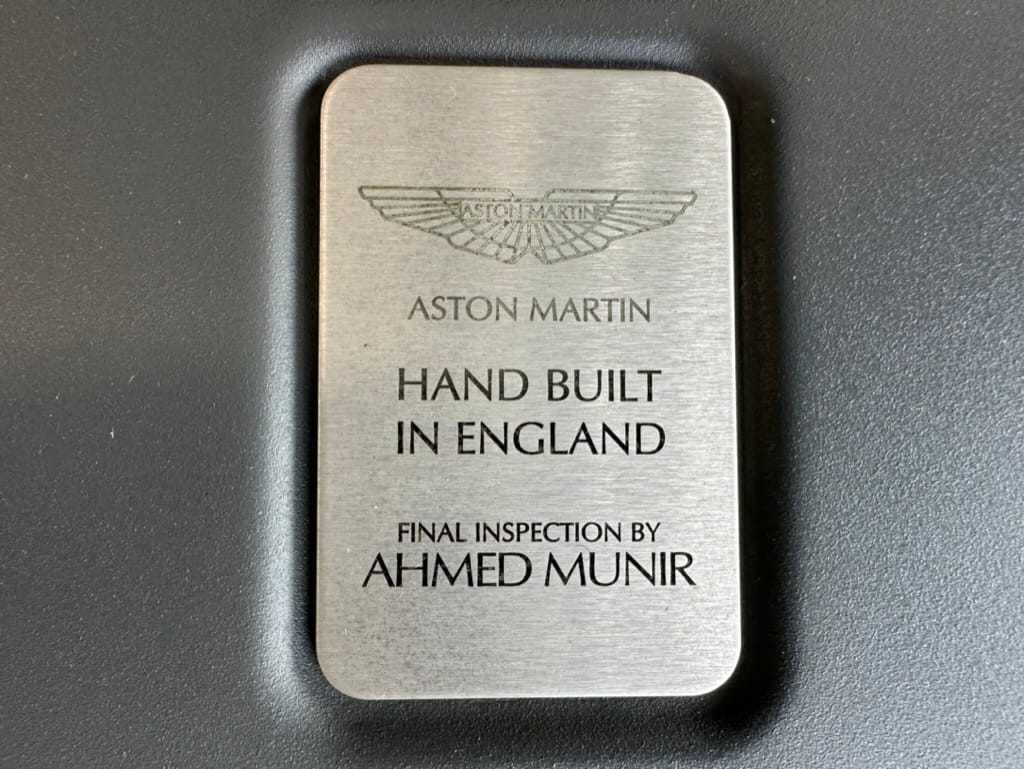 ASTON MARTIN
ASTON MARTIN
HAND BUILT
IN ENGLAND
FINAL INSPECTION BY
AHMED MUNIR